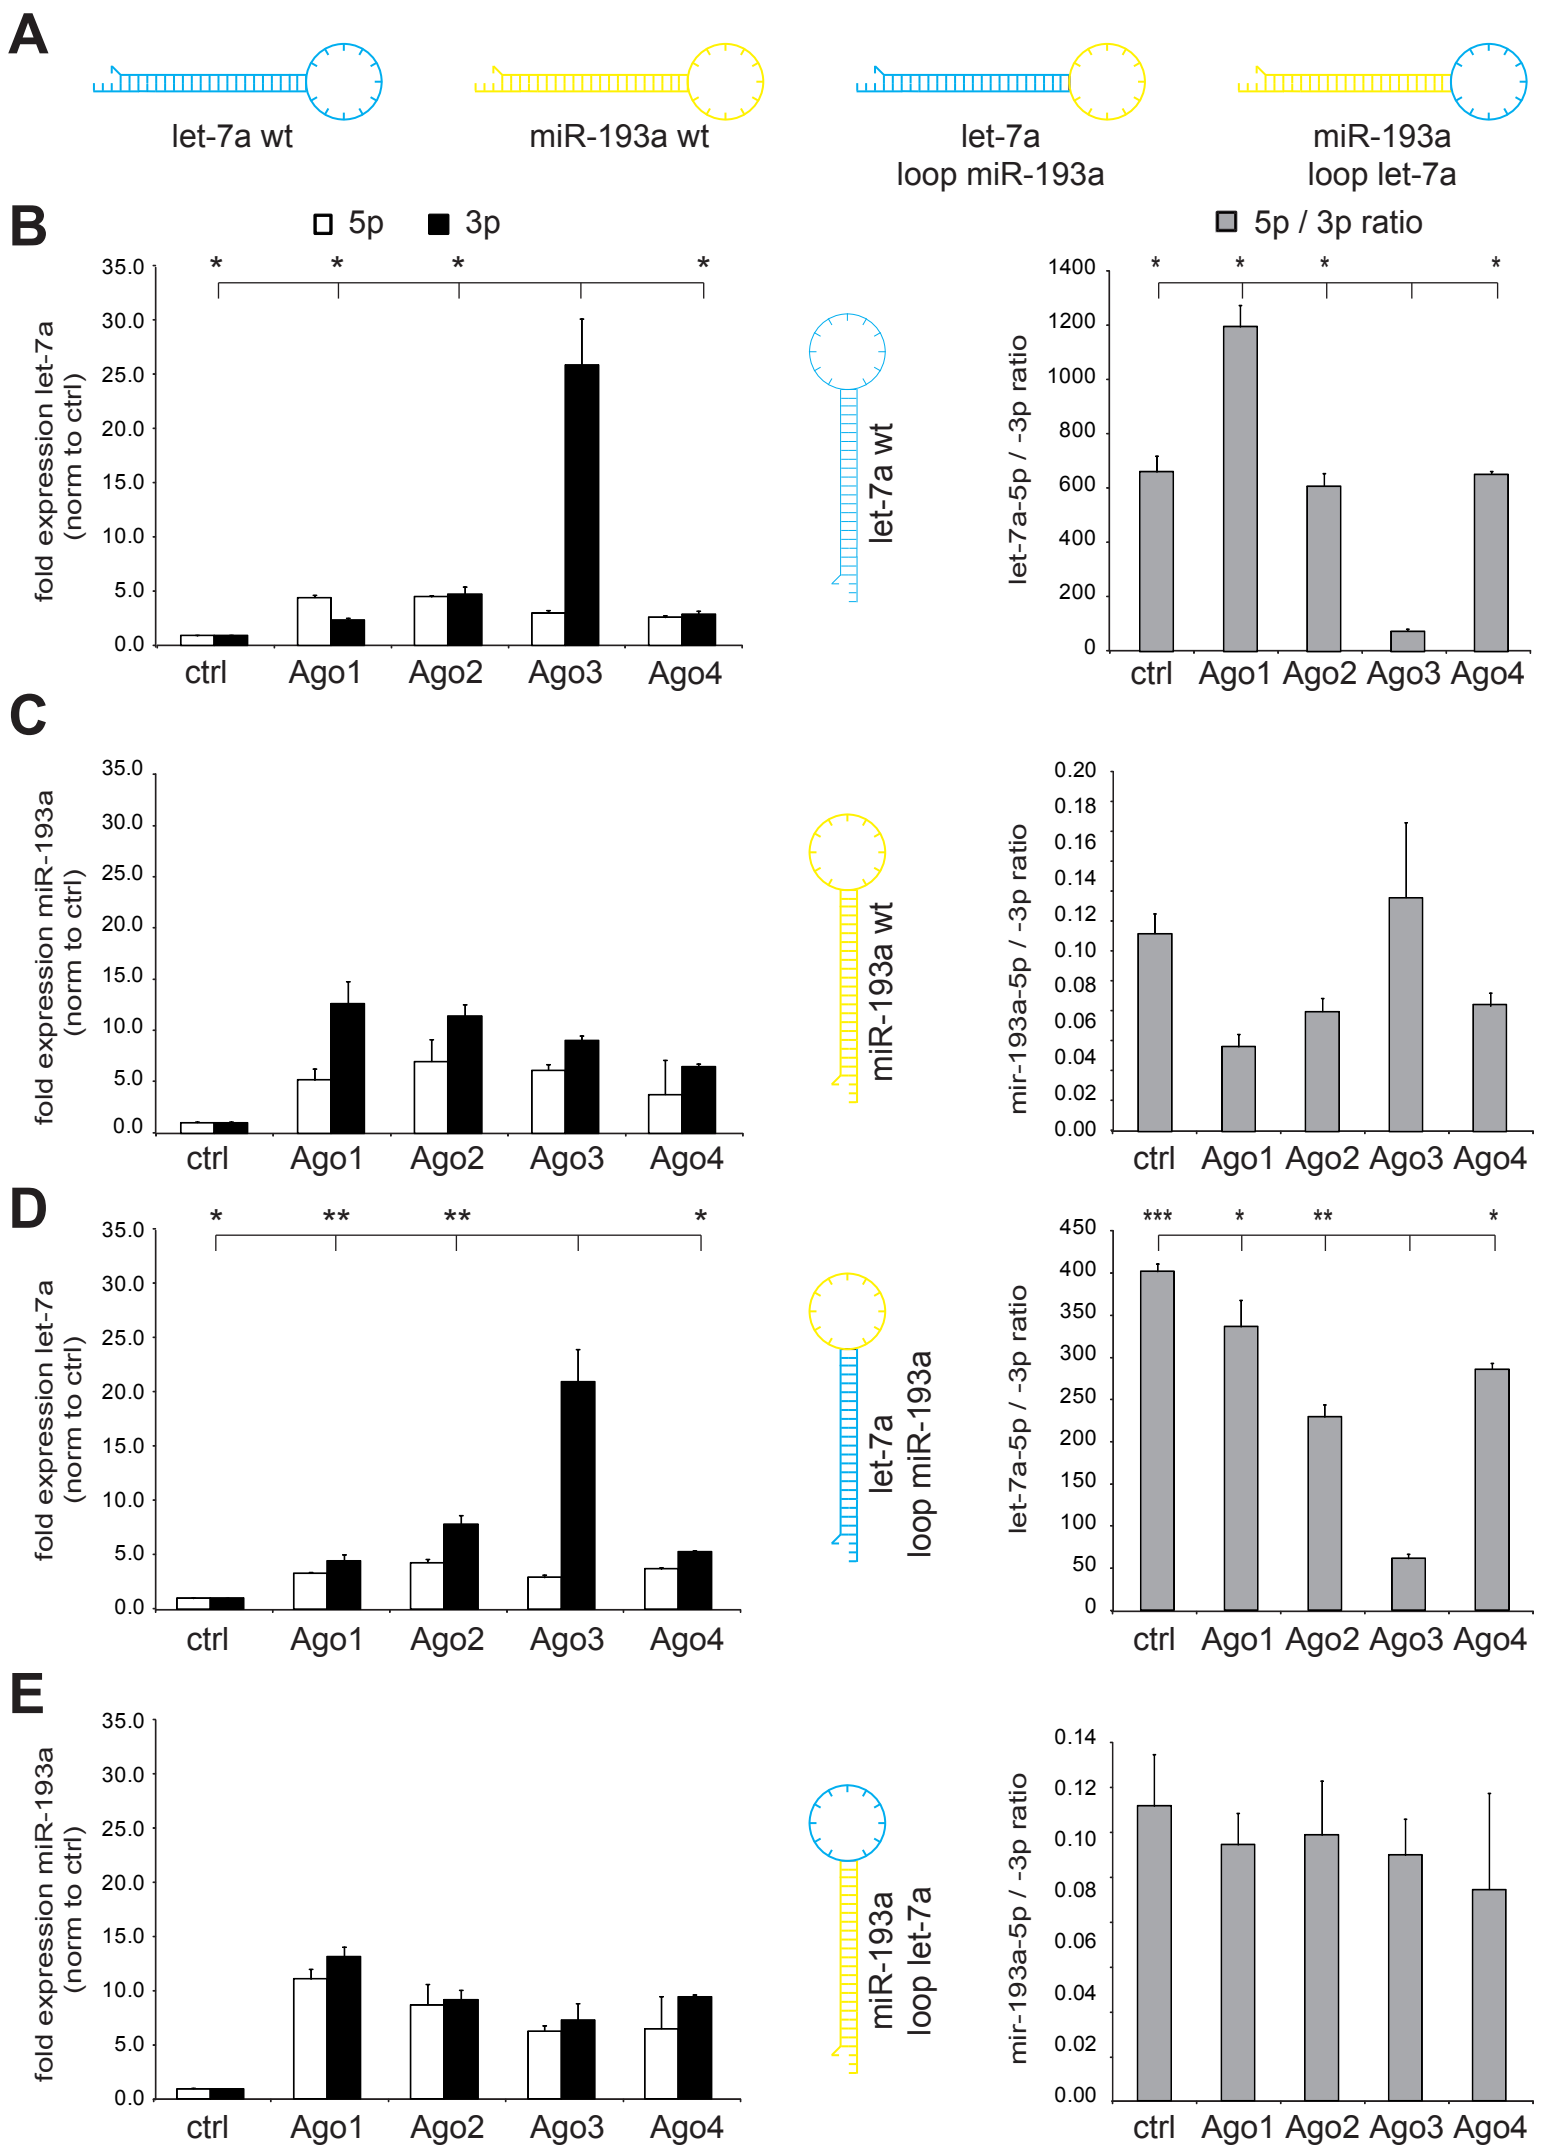 A
let-7a wt
miR-193a wt
let-7a
loop miR-193a
miR-193a
loop let-7a
B
5p
3p
5p / 3p ratio
fold expression let-7a
(norm to ctrl)
35.0
30.0
25.0
20.0
15.0
10.0
5.0
0.0
* * * *
ctrl Ago1 Ago2 Ago3 Ago4
let-7a wt
let-7a-5p / -3p ratio
1400
1200
1000
800
600
400
200
0
* * * *
ctrl Ago1 Ago2 Ago3 Ago4
C
fold expression miR-193a
(norm to ctrl)
35.0
30.0
25.0
20.0
15.0
10.0
5.0
0.0
ctrl Ago1 Ago2 Ago3 Ago4
miR-193a wt
mir-193a-5p / -3p ratio
0.20
0.18
0.16
0.14
0.12
0.10
0.08
0.06
0.04
0.02
0.00
ctrl Ago1 Ago2 Ago3 Ago4
D
fold expression let-7a
(norm to ctrl)
35.0
30.0
25.0
20.0
15.0
10.0
5.0
0.0
* ** ** *
ctrl Ago1 Ago2 Ago3 Ago4
let-7a
loop miR-193a
let-7a-5p / -3p ratio
450
400
350
300
250
200
150
100
50
0
*** * ** *
ctrl Ago1 Ago2 Ago3 Ago4
E
fold expression miR-193a
(norm to ctrl)
35.0
30.0
25.0
20.0
15.0
10.0
5.0
0.0
ctrl Ago1 Ago2 Ago3 Ago4
miR-193a
loop let-7a
mir-193a-5p / -3p ratio
0.14
0.12
0.10
0.08
0.06
0.04
0.02
0.00
ctrl Ago1 Ago2 Ago3 Ago4